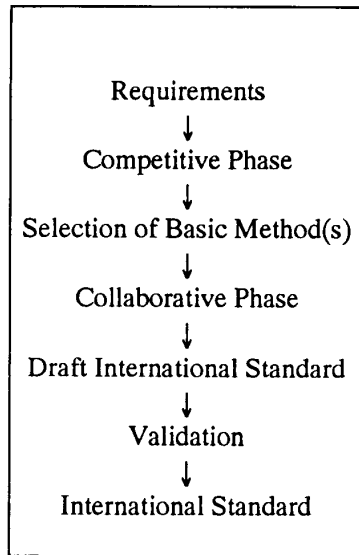 Requirements
↓
Competitive Phase
↓
Selection of Basic Method(s)
↓
Collaborative Phase
↓
Draft International Standard
↓
Validation
↓
International Standard